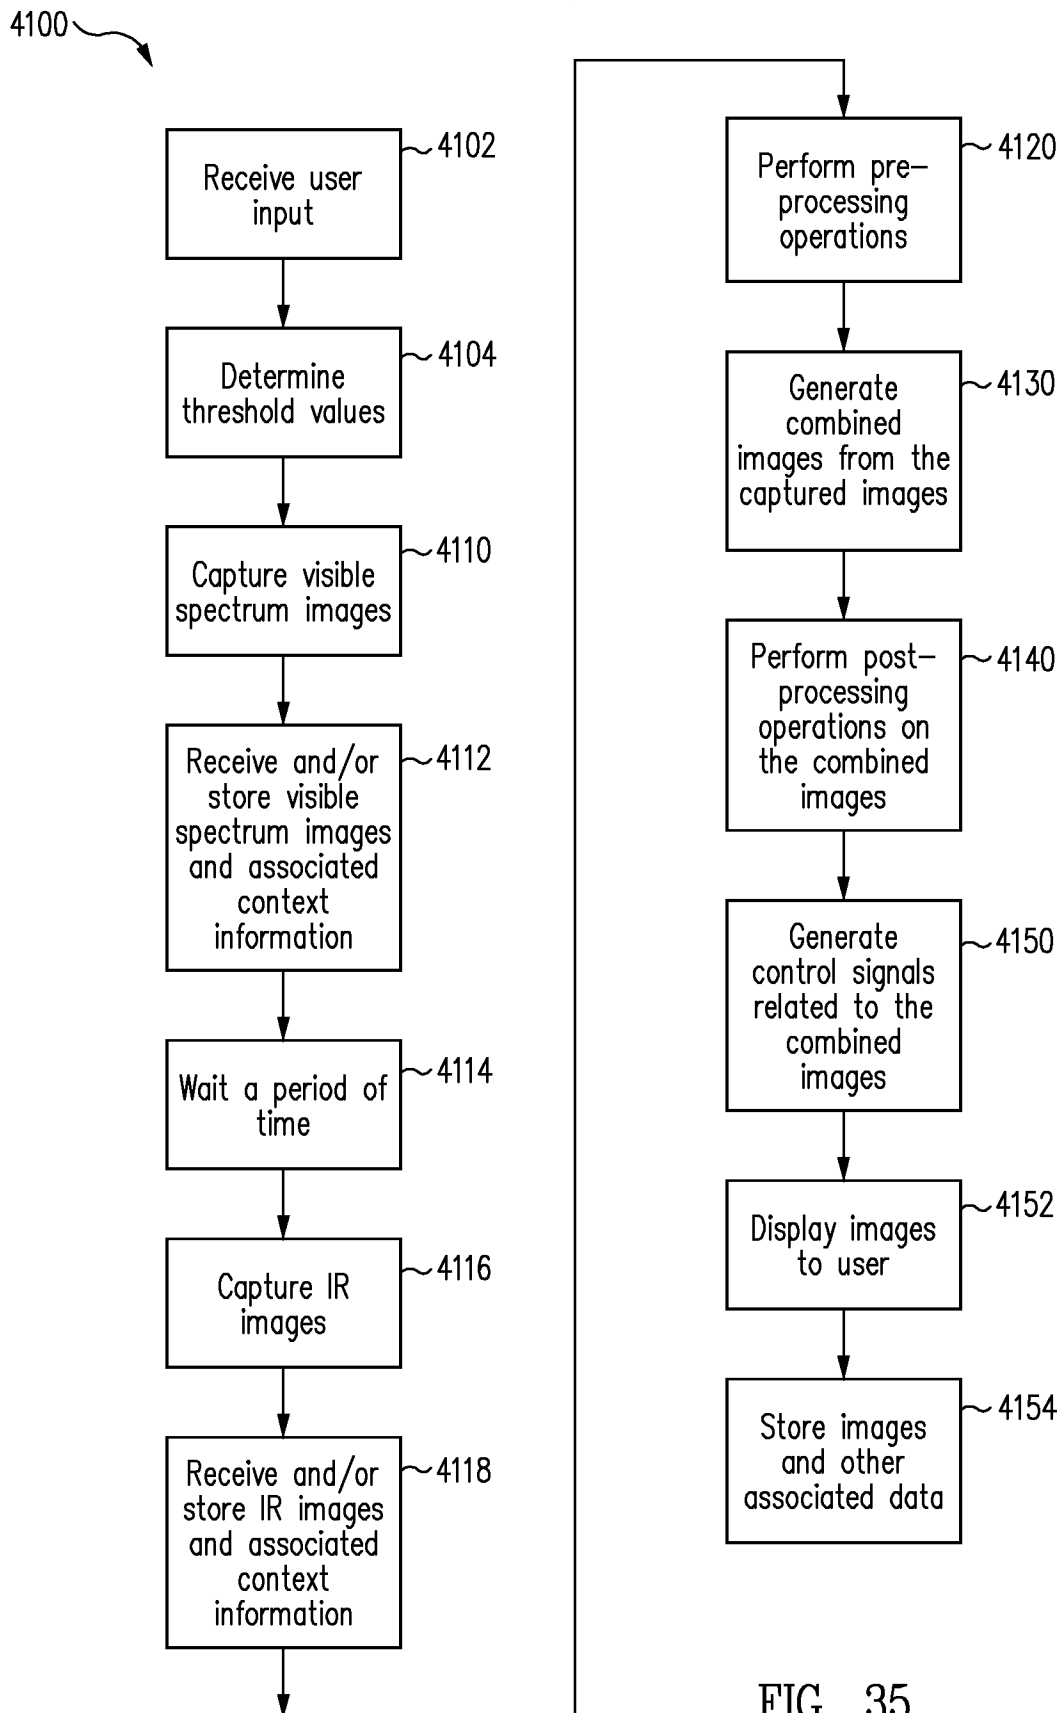 4100
4102
Receive user
input
4104
Determine
threshold values
4110
Capture visible
spectrum images
4112
Receive and/or
store visible
spectrum images
and associated
context
information
4114
Wait a period of
time
4116
Capture IR
images
4118
Receive and/or
store IR images
and associated
context
information
4120
Perform pre-
processing
operations
4130
Generate
combined
images from the
captured images
4140
Perform post-
processing
operations on
the combined
images
4150
Generate
control signals
related to the
combined
images
4152
Display images
to user
4154
Store images
and other
associated data
FIG. 35